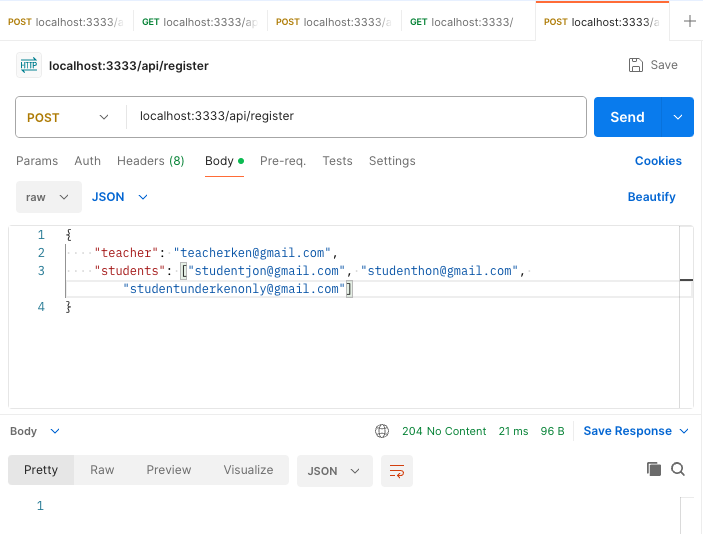 POST localhost:3333/a
GET localhost:3333/ap
POST localhost:3333/a
GET localhost:3333/
POST localhost:3333/a
+
HTTP localhost:3333/api/register
Save
POST localhost:3333/api/register
Send
Params Auth Headers (8) Body Pre-req. Tests Settings Cookies
raw JSON Beautify
1 {
2 ····"teacher": "teacherken@gmail.com",
3 ····"students": ["studentjon@gmail.com", "studenthon@gmail.com",
"studentunderkenonly@gmail.com"]
4 }
Body 204 No Content 21 ms 96 B Save Response
Pretty Raw Preview Visualize JSON
1